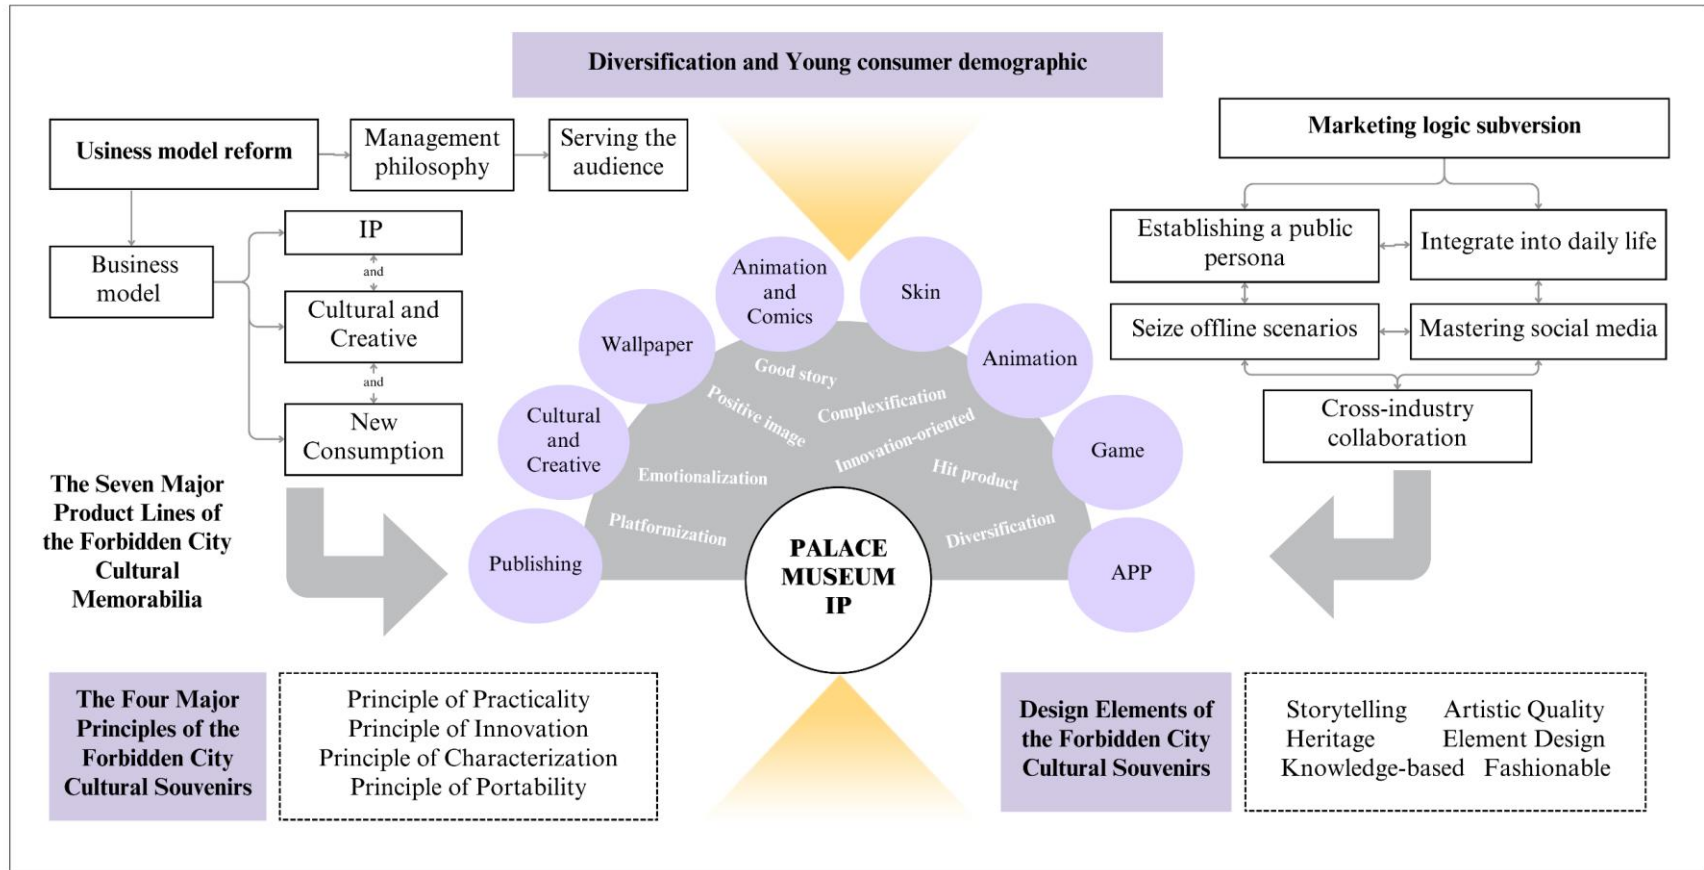 Diversification and Young consumer demographic
Usiness model reform
Management
philosophy
Serving the
audience
Business
model
IP
and
Cultural and
Creative
and
New
Consumption
Marketing logic subversion
Establishing a public
persona
Integrate into daily life
Seize offline scenarios
Mastering social media
Cross-industry
collaboration
The Seven Major
Product Lines of
the Forbidden City
Cultural
Memorabilia
Publishing
Cultural
and
Creative
Wallpaper
Animation
and
Comics
Skin
Animation
Game
APP
Good story
Positive image
Complexification
Innovation-oriented
Emotionalization
Hit product
Platformization
Diversification
PALACE
MUSEUM
IP
The Four Major
Principles of the
Forbidden City
Cultural Souvenirs
Principle of Practicality
Principle of Innovation
Principle of Characterization
Principle of Portability
Design Elements of
the Forbidden City
Cultural Souvenirs
Storytelling Artistic Quality
Heritage Element Design
Knowledge-based Fashionable